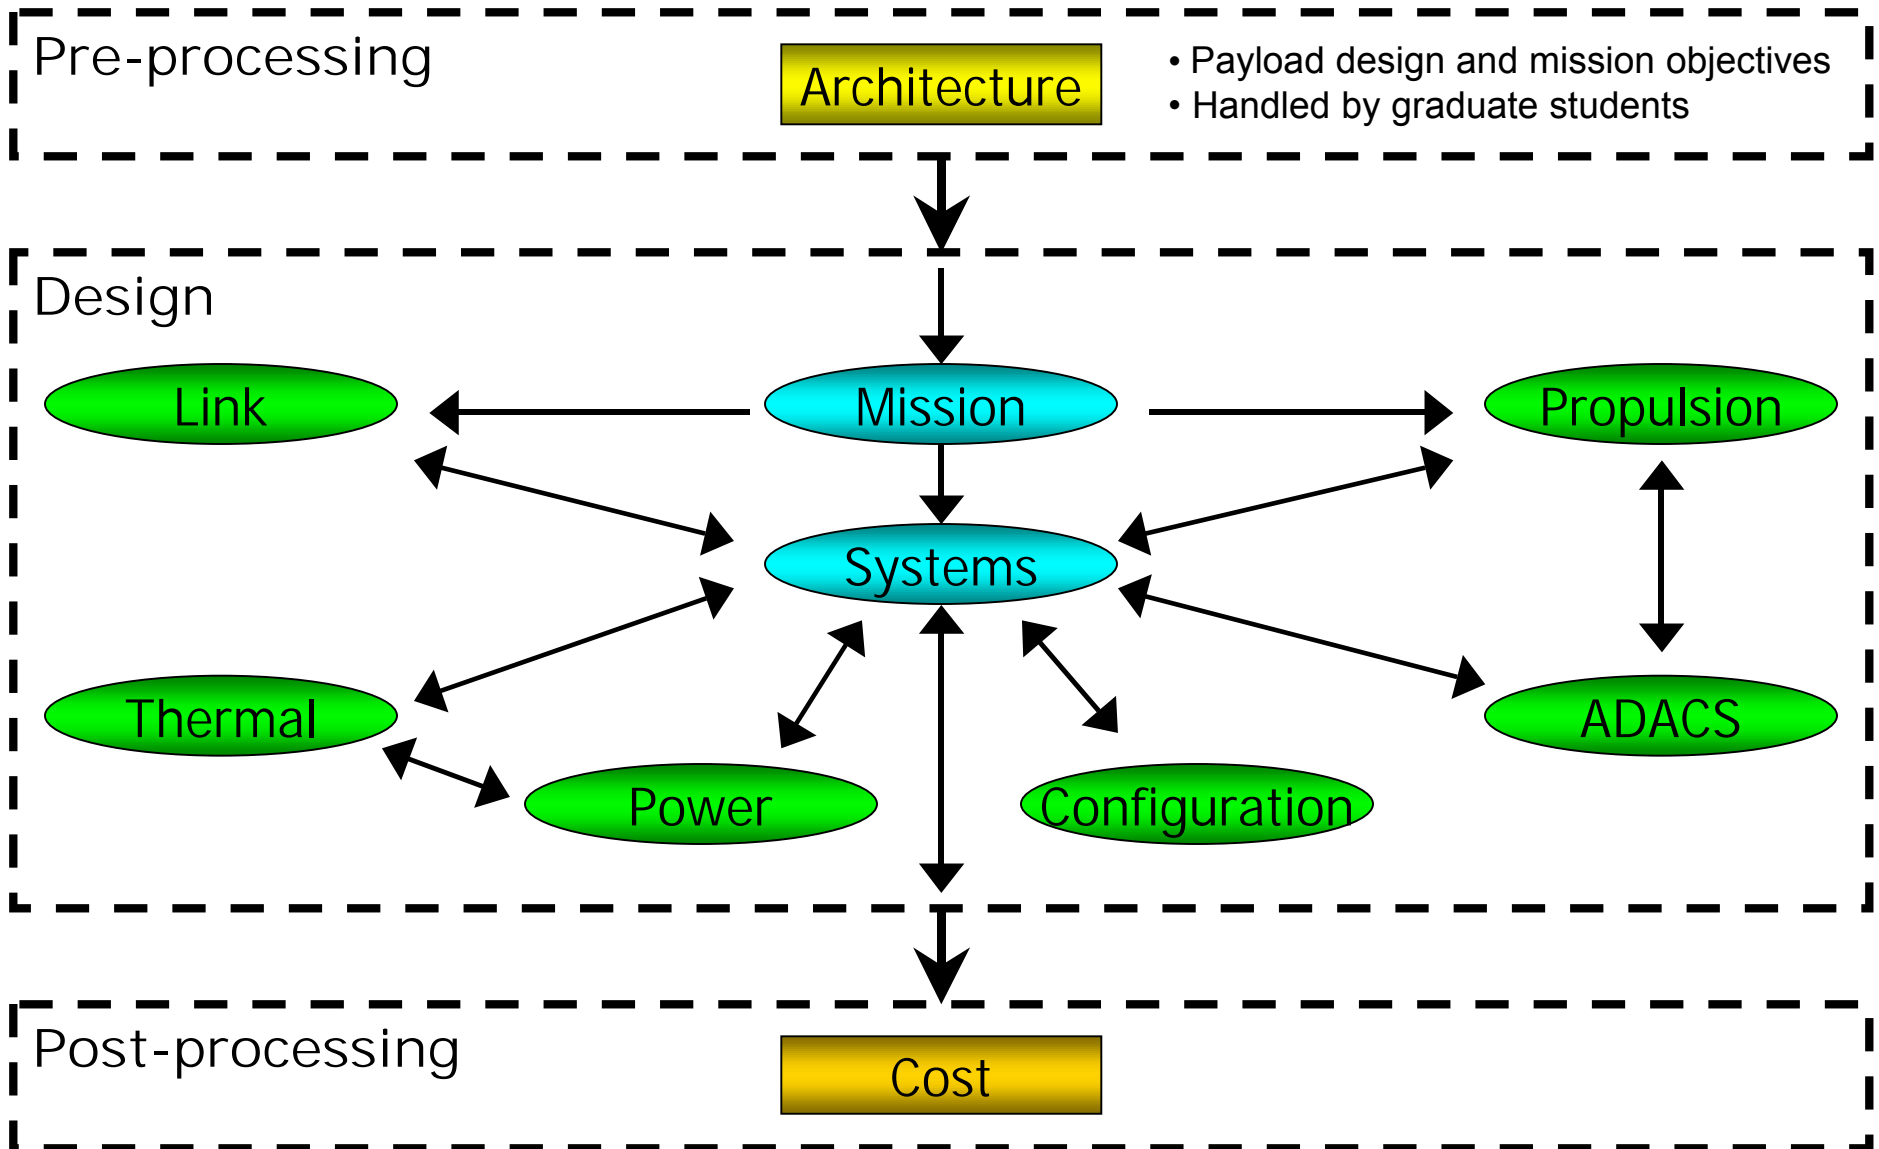 Pre-processing
Architecture
• Payload design and mission objectives
• Handled by graduate students
Design
Link
Mission
Propulsion
Systems
Thermal
ADACS
Power
Configuration
Post-processing
Cost